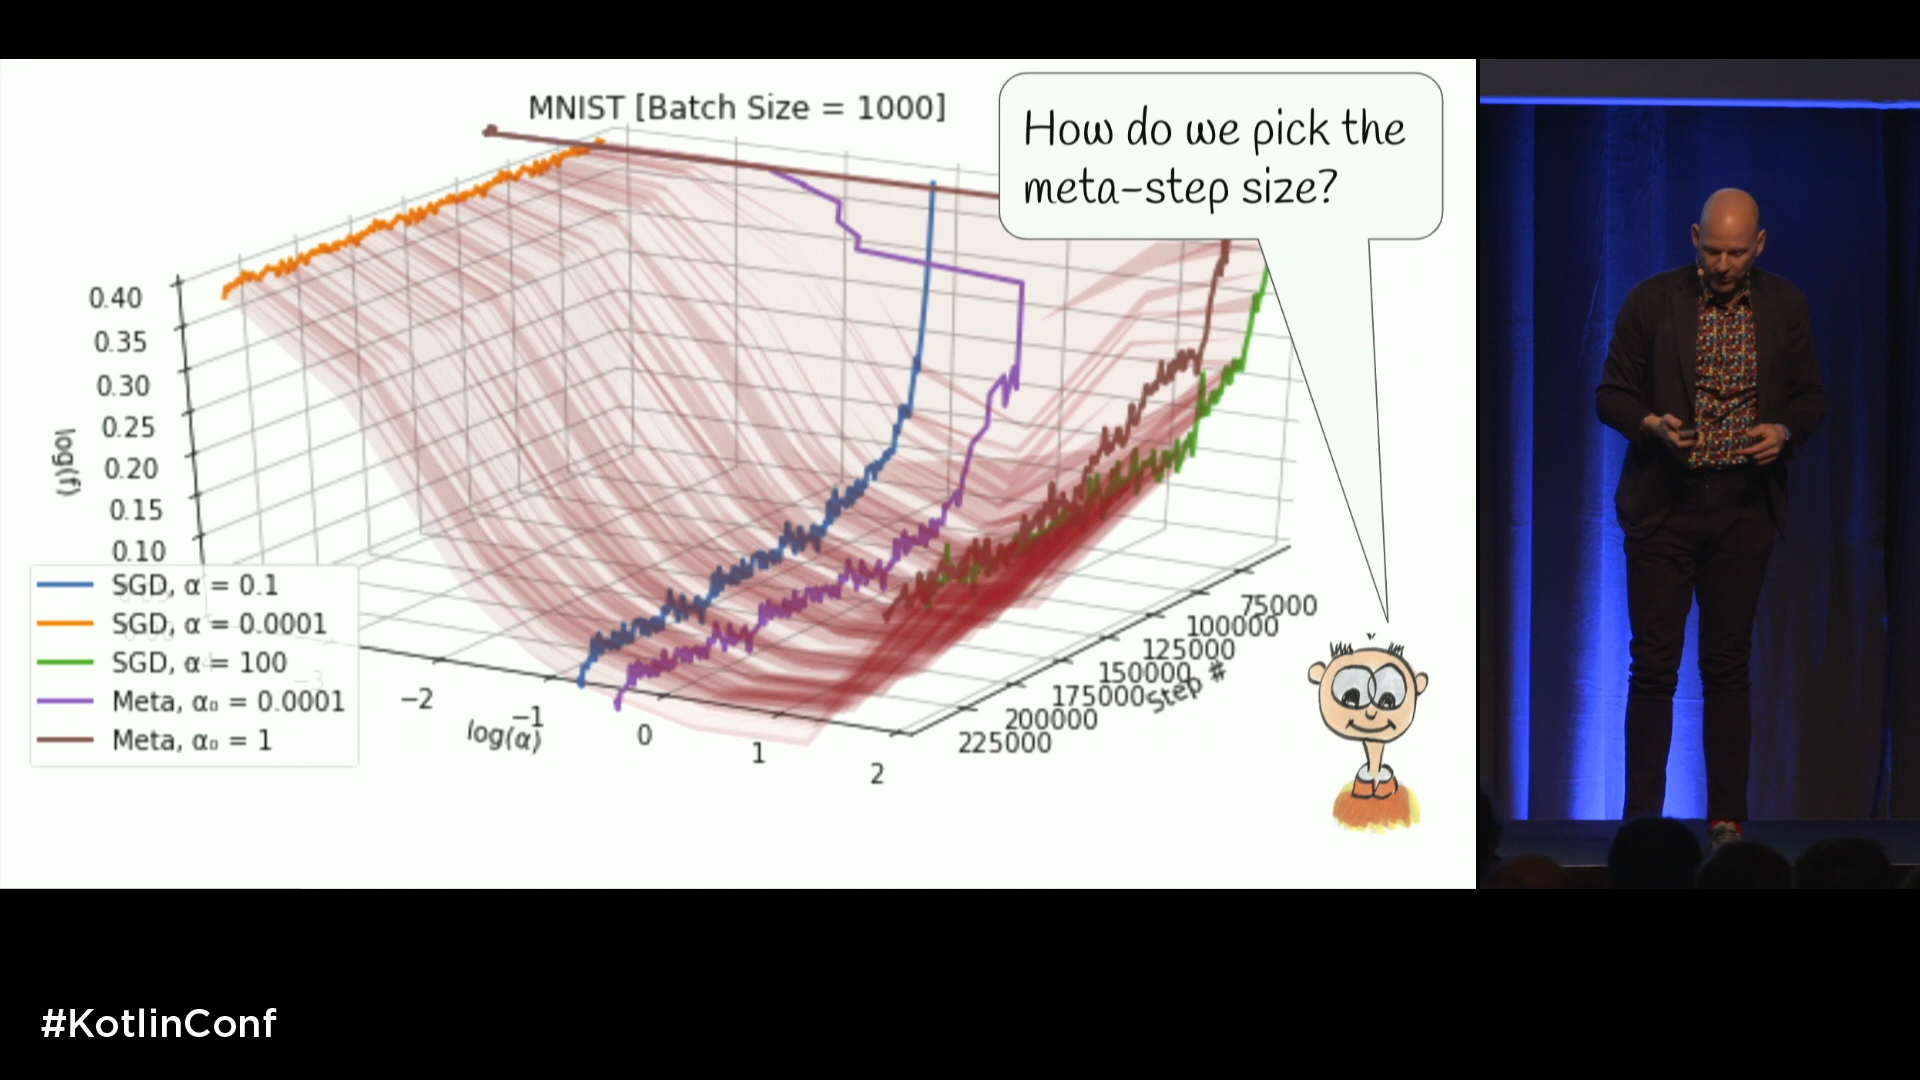 MNIST [Batch Size = 1000]
How do we pick the
meta-step size?
0.40
0.35
0.30
0.25
0.20
0.15
0.10
log(f)
SGD, α = 0.1
SGD, α = 0.0001
SGD, α = 100
Meta, α₀ = 0.0001
Meta, α₀ = 1
−3
−2
−1
0
1
2
log(α)
75000
100000
125000
150000
175000
200000
225000
Step #
#KotlinConf